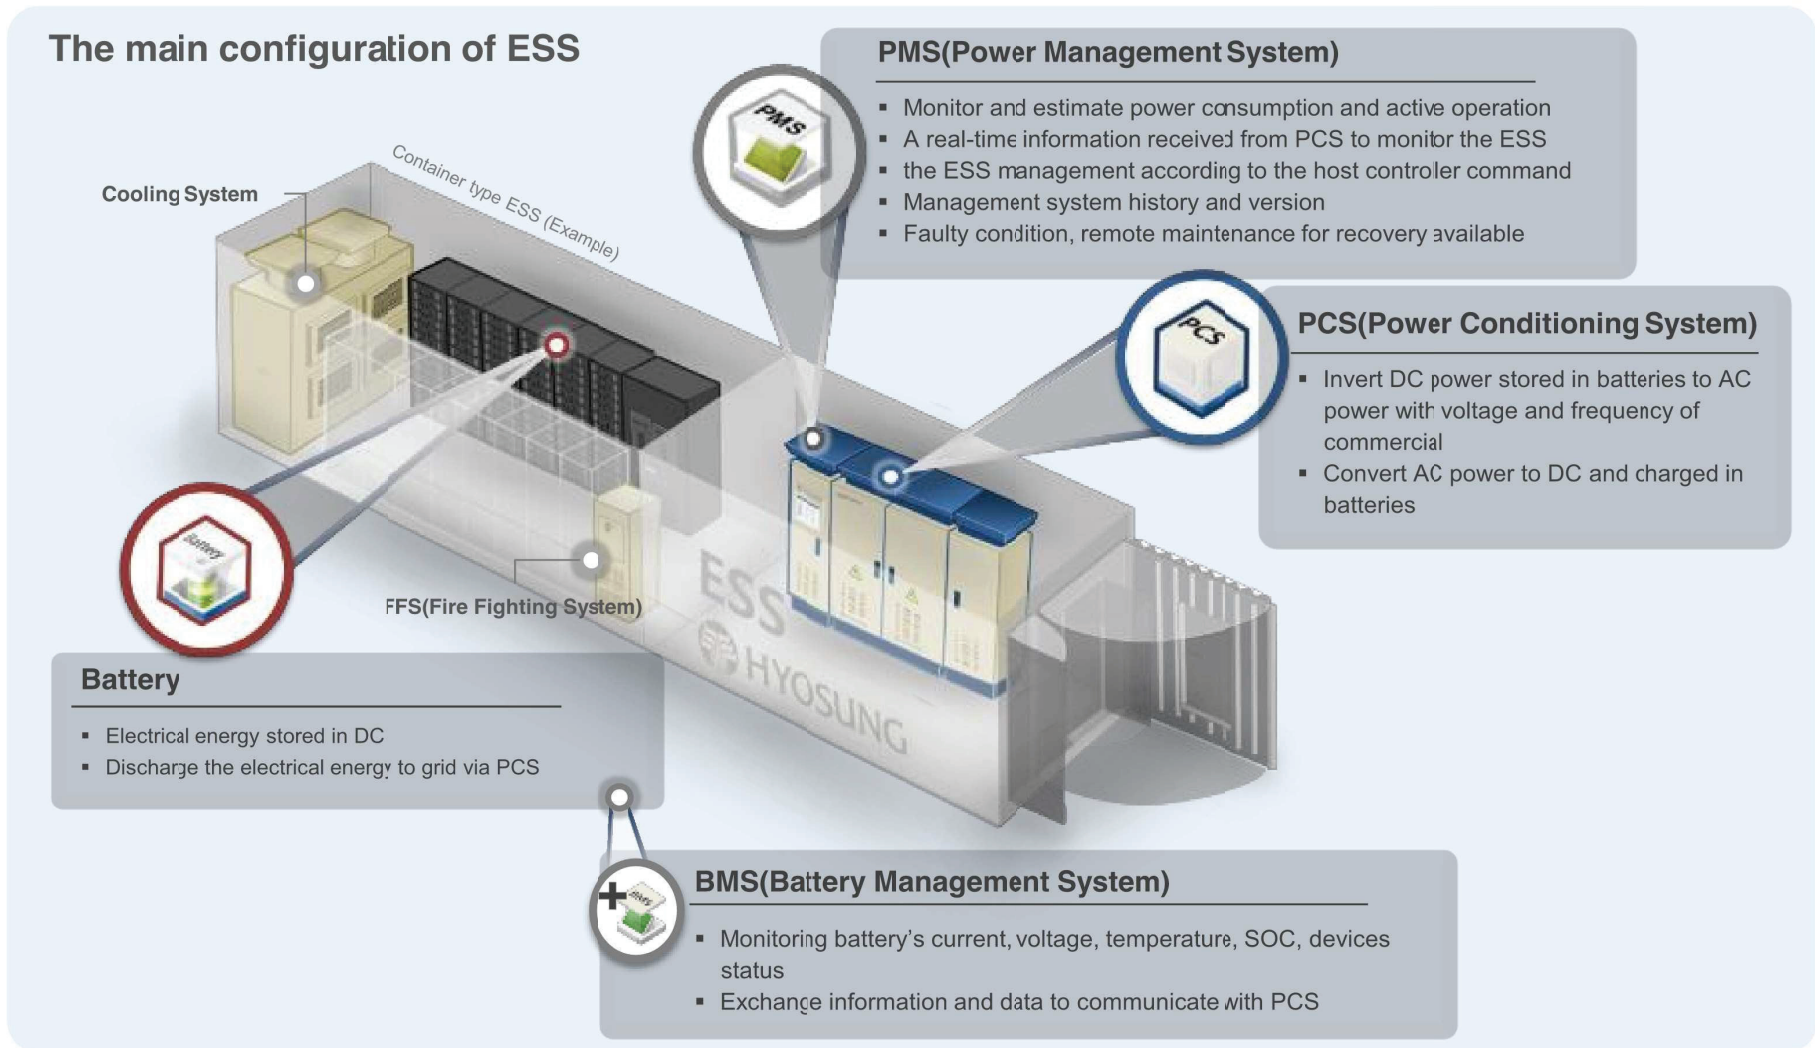 The main configuration of ESS
PMS(Power Management System)
▪ Monitor and estimate power consumption and active operation
▪ A real-time information received from PCS to monitor the ESS
▪ the ESS management according to the host controller command
▪ Management system history and version
▪ Faulty condition, remote maintenance for recovery available
PMS
Container type ESS (Example)
Cooling System
PCS
PCS(Power Conditioning System)
▪ Invert DC power stored in batteries to AC
power with voltage and frequency of
commercial
▪ Convert AC power to DC and charged in
batteries
Battery
FFS(Fire Fighting System)
ESS
HYOSUNG
Battery
▪ Electrical energy stored in DC
▪ Discharge the electrical energy to grid via PCS
BMS
BMS(Battery Management System)
▪ Monitoring battery's current, voltage, temperature, SOC, devices
status
▪ Exchange information and data to communicate with PCS